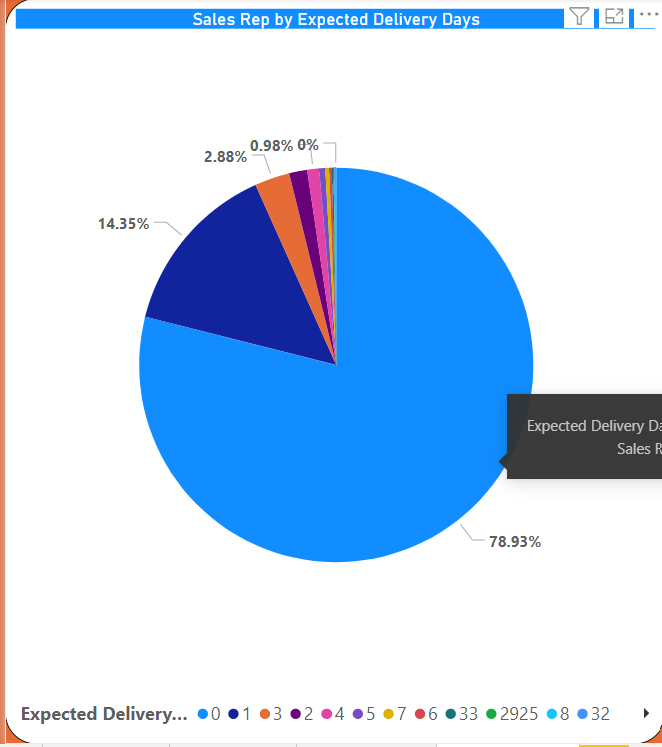 Sales Rep by Expected Delivery Days
0.98% 0%
2.88%
14.35%
Expected Delivery Da
Sales R
78.93%
Expected Delivery... 0 1 3 2 4 5 7 6 33 2925 8 32